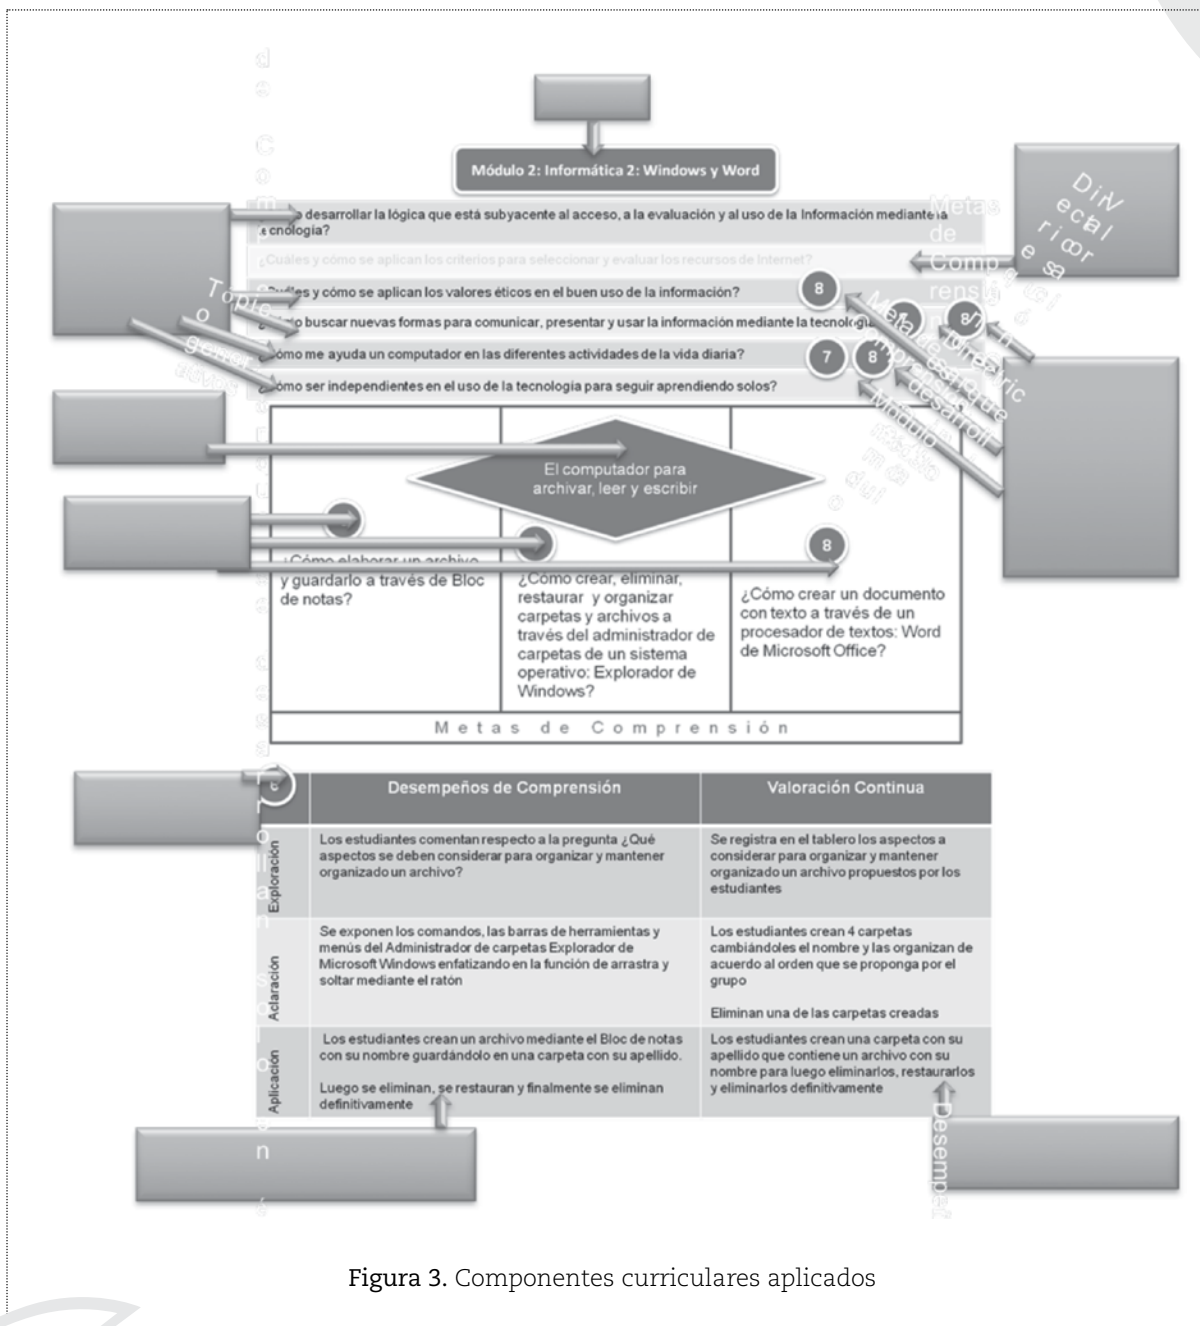 Módulo 2: Informática 2: Windows y Word
desarrollar la lógica que está subyacente al acceso, a la evaluación y al uso de la Información mediante la
tecnología?
¿Cuáles y cómo se aplican los criterios para seleccionar y evaluar los recursos de Internet?
y cómo se aplican los valores éticos en el buen uso de la información?
8
buscar nuevas formas para comunicar, presentar y usar la información mediante la
8
¿Cómo me ayuda un computador en las diferentes actividades de la vida diaria?
7
8
¿Cómo ser independientes en el uso de la tecnología para seguir aprendiendo solos?
Metas
de
El computador para
archivar, leer y escribir
8
¿Cómo elaborar un archivo
y guardarlo a través de Bloc
de notas?
¿Cómo crear, eliminar,
restaurar y organizar
carpetas y archivos a
través del administrador de
carpetas de un sistema
operativo: Explorador de
Windows?
¿Cómo crear un documento
con texto a través de un
procesador de textos: Word
de Microsoft Office?
Metas de Comprensión
Desempeños de Comprensión
Valoración Continua
Exploración
Los estudiantes comentan respecto a la pregunta ¿Qué
aspectos se deben considerar para organizar y mantener
organizado un archivo?
Se registra en el tablero los aspectos a
considerar para organizar y mantener
organizado un archivo propuestos por los
estudiantes
Aclaración
Se exponen los comandos, las barras de herramientas y
menús del Administrador de carpetas Explorador de
Microsoft Windows enfatizando en la función de arrastra y
soltar mediante el ratón
Los estudiantes crean 4 carpetas
cambiándoles el nombre y las organizan de
acuerdo al orden que se proponga por el
grupo
Eliminan una de las carpetas creadas
Aplicación
Los estudiantes crean un archivo mediante el Bloc de notas
con su nombre guardándolo en una carpeta con su apellido.
Luego se eliminan, se restauran y finalmente se eliminan
definitivamente
Los estudiantes crean una carpeta con su
apellido que contiene un archivo con su
nombre para luego eliminarlos, restaurarlos
y eliminarlos definitivamente
Figura 3. Componentes curriculares aplicados